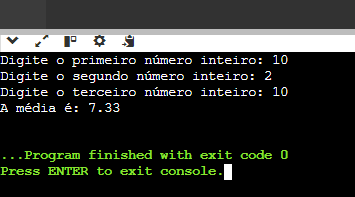 Digite o primeiro número inteiro: 10
Digite o segundo número inteiro: 2
Digite o terceiro número inteiro: 10
A média é: 7.33
...Program finished with exit code 0
Press ENTER to exit console.